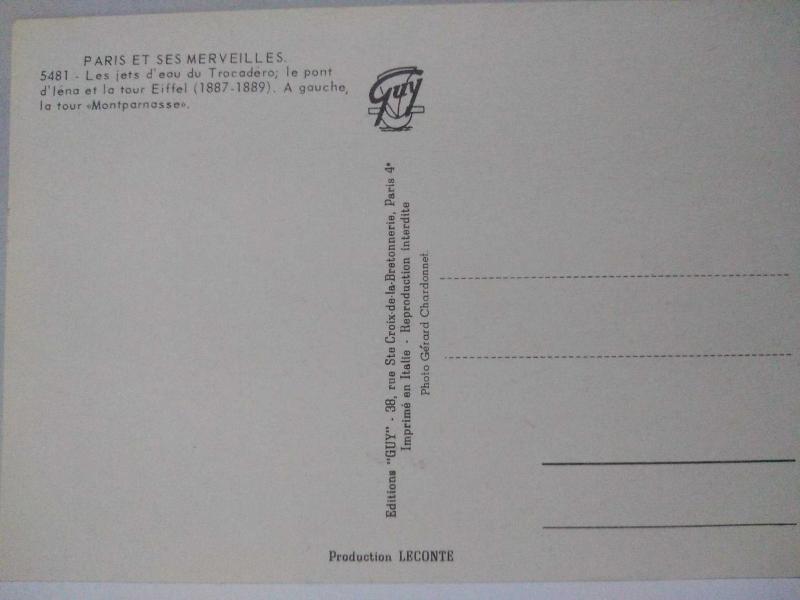 PARIS ET SES MERVEILLES.
5481 - Les jets d'eau du Trocadéro; le pont
d'Iéna et la tour Eiffel (1887-1889). A gauche,
la tour «Montparnasse».
Guy
Editions "GUY" - 38, rue Ste Croix-de-la-Bretonnerie, Paris 4e
Imprimé en Italie - Reproduction interdite
Photo Gérard Chardonnet.
Production LECONTE